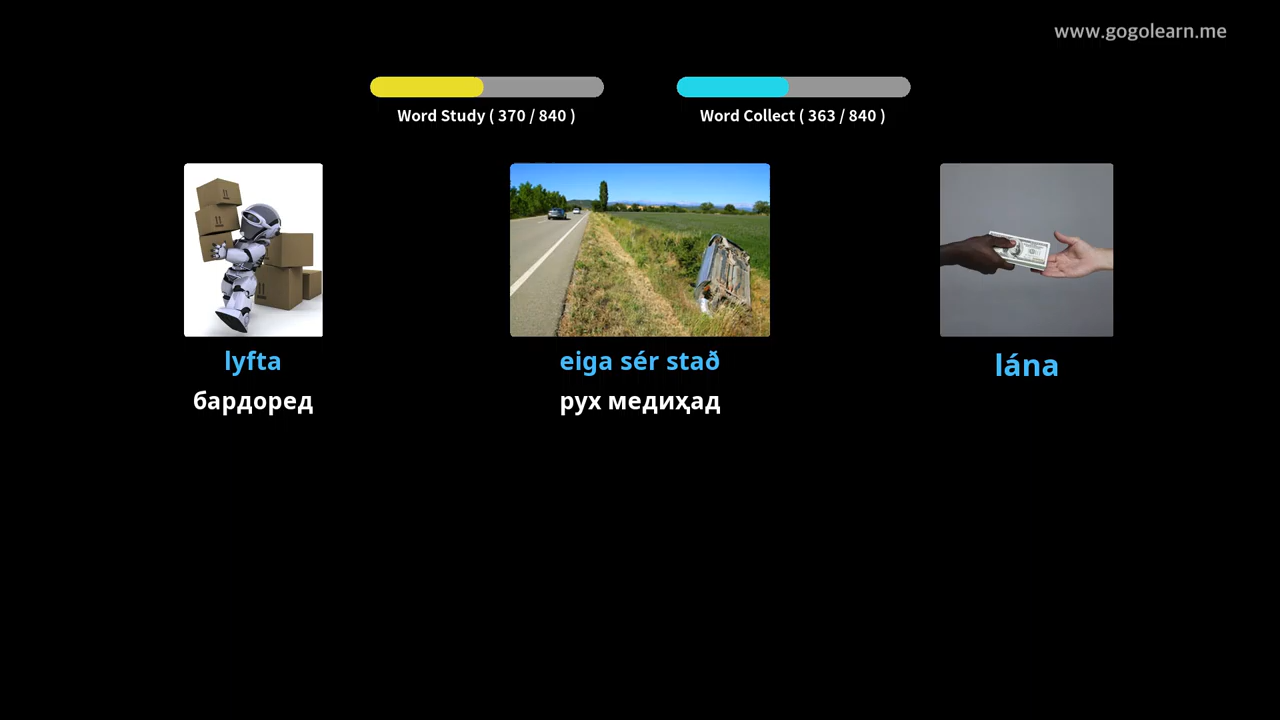 www.gogolearn.me
Word Study ( 370 / 840 )
Word Collect ( 363 / 840 )
lyfta
бардоред
eiga sér stað
рух медиҳад
lána